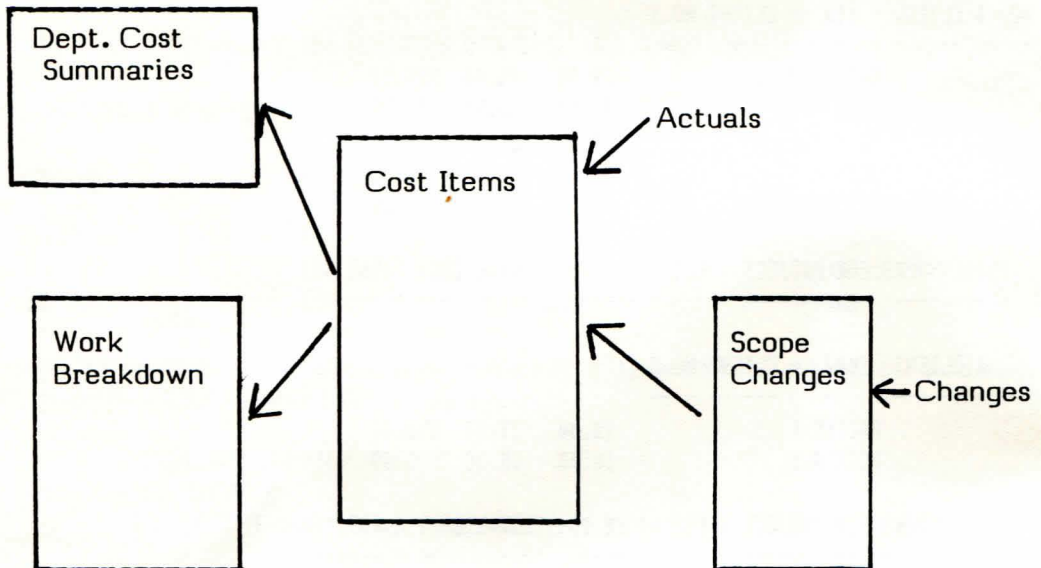 Dept. Cost
Summaries
Actuals
Cost Items
Work
Breakdown
Scope
Changes
Changes